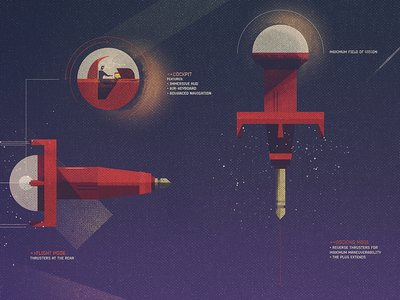 >>COCKPIT
FEATURES:
• IMMERSIVE HUD
• AIR-KEYBOARD
• ADVANCED NAVIGATION
MAXIMUM FIELD OF VISION
>>FLIGHT MODE
THRUSTERS AT THE REAR
>>DOCKING MODE
• REVERSE THRUSTERS FOR
MAXIMUM MANEUVERABILITY
• THE PLUG EXTENDS